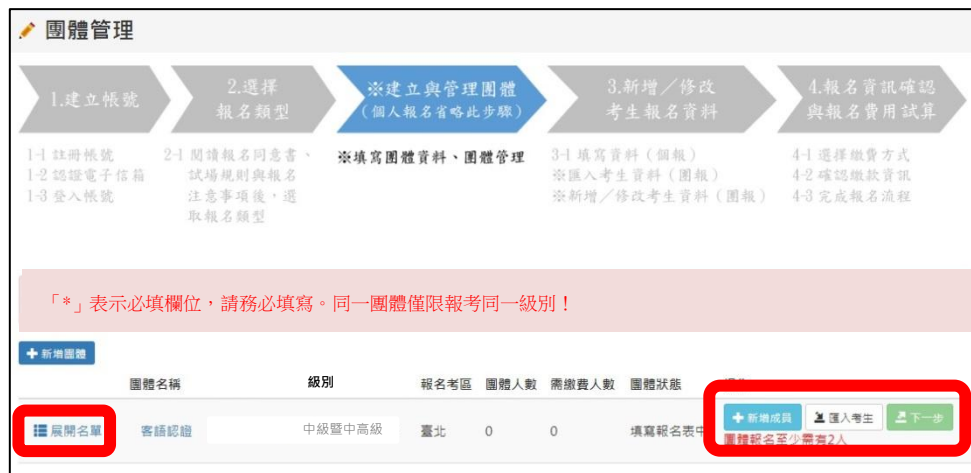 團體管理
1.建立帳號
2.選擇
報名類型
※建立與管理團體
(個人報名省略此步驟)
3.新增／修改
考生報名資料
4.報名資訊確認
與報名費用試算
1-1 註冊帳號
1-2 認證電子信箱
1-3 登入帳號
2-1 閱讀報名同意書、
試場規則與報名
注意事項後，選
取報名類型
※填寫團體資料、團體管理
3-1 填寫資料（個報）
※匯入考生資料（團報）
※新增／修改考生資料（團報）
4-1 選擇繳費方式
4-2 確認繳款資訊
4-3 完成報名流程
「*」表示必填欄位，請務必填寫。同一團體僅限報考同一級別！
新增團體
團體名稱 級別 報名考區 團體人數 需繳費人數 團體狀態
展開名單 客語認證 中級暨中高級 臺北 0 0 填寫報名表中 新增成員 匯入考生 下一步
團體報名至少需有2人